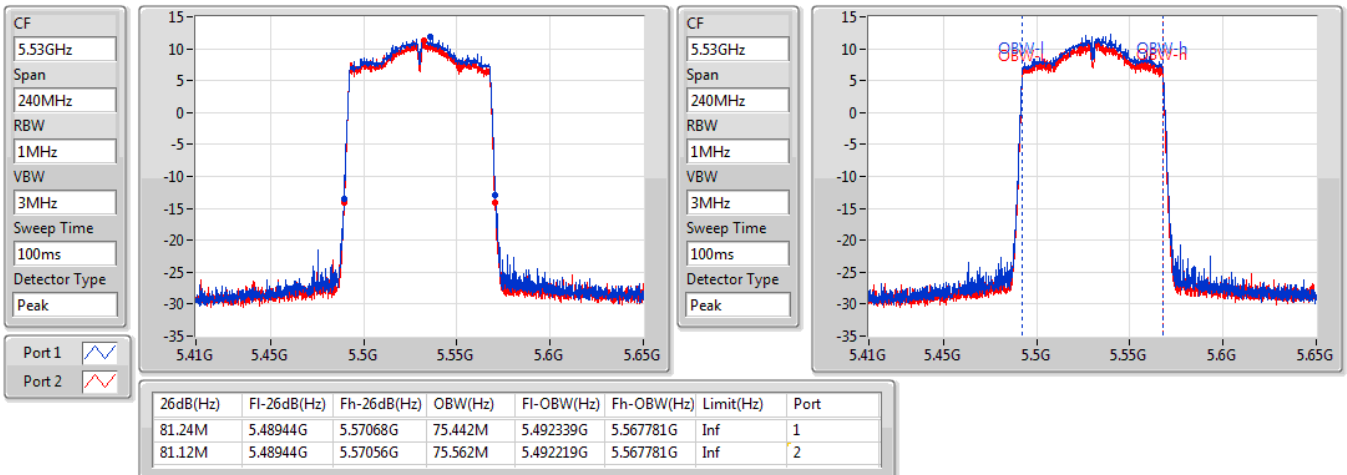 CF
5.53GHz
Span
240MHz
RBW
1MHz
VBW
3MHz
Sweep Time
100ms
Detector Type
Peak
Port 1
Port 2
15
10
5
0
-5
-10
-15
-20
-25
-30
-35
5.41G 5.45G 5.5G 5.55G 5.6G 5.65G
CF
5.53GHz
Span
240MHz
RBW
1MHz
VBW
3MHz
Sweep Time
100ms
Detector Type
Peak
15
10
5
0
-5
-10
-15
-20
-25
-30
-35
OBW-l OBW-h
OBW-l OBW-h
5.41G 5.45G 5.5G 5.55G 5.6G 5.65G
26dB(Hz) Fl-26dB(Hz) Fh-26dB(Hz) OBW(Hz) Fl-OBW(Hz) Fh-OBW(Hz) Limit(Hz) Port
81.24M 5.48944G 5.57068G 75.442M 5.492339G 5.567781G Inf 1
81.12M 5.48944G 5.57056G 75.562M 5.492219G 5.567781G Inf 2